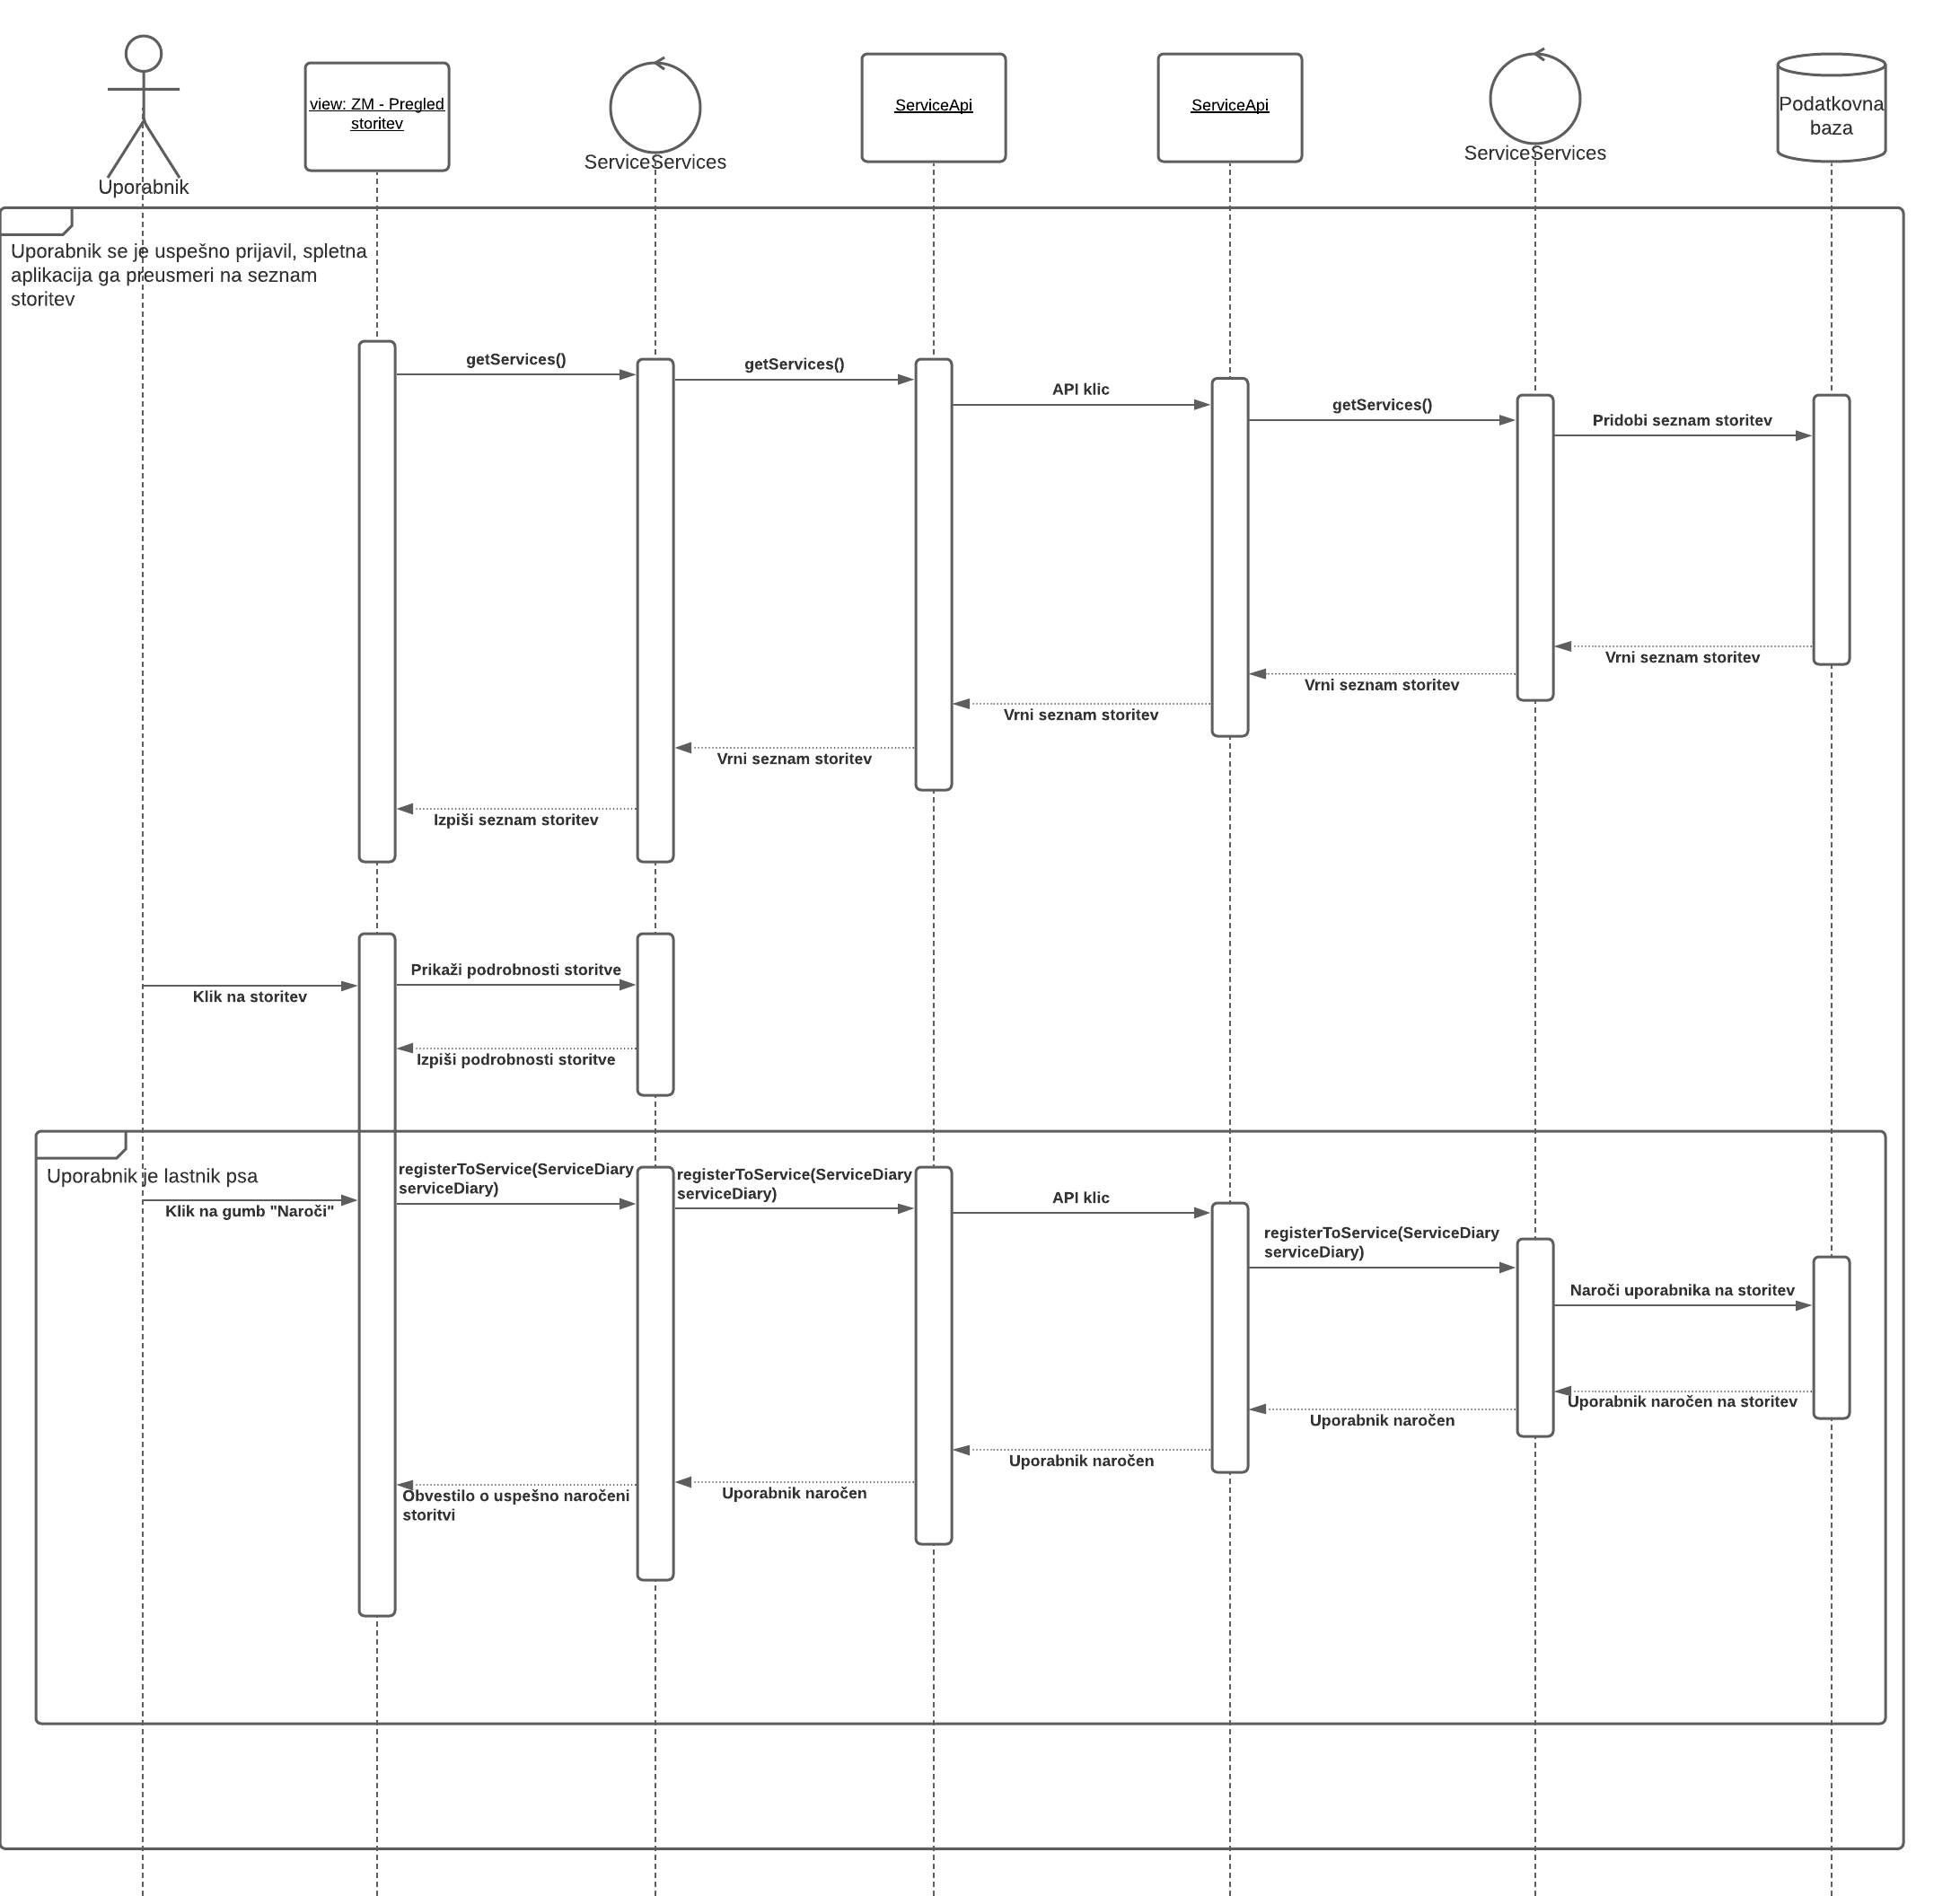 view: ZM - Pregled
storitev
ServiceServices
ServiceApi
ServiceApi
ServiceServices
Podatkovna
baza
Uporabnik
Uporabnik se je uspešno prijavil, spletna
aplikacija ga preusmeri na seznam
storitev
getServices()
getServices()
API klic
getServices()
Pridobi seznam storitev
Vrni seznam storitev
Vrni seznam storitev
Vrni seznam storitev
Vrni seznam storitev
Izpiši seznam storitev
Prikaži podrobnosti storitve
Klik na storitev
Izpiši podrobnosti storitve
Uporabnik je lastnik psa
Klik na gumb "Naroči"
registerToService(ServiceDiary
serviceDiary)
registerToService(ServiceDiary
serviceDiary)
API klic
registerToService(ServiceDiary
serviceDiary)
Naroči uporabnika na storitev
Uporabnik naročen na storitev
Uporabnik naročen
Uporabnik naročen
Uporabnik naročen
Obvestilo o uspešno naročeni
storitvi